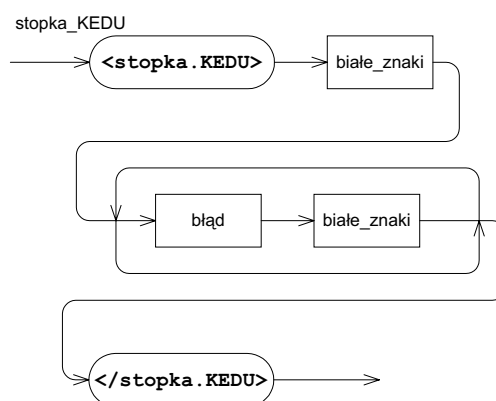 stopka_KEDU
<stopka.KEDU> białe_znaki
błąd białe_znaki
</stopka.KEDU>